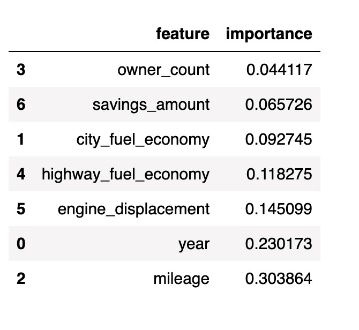 feature importance
3 owner_count 0.044117
6 savings_amount 0.065726
1 city_fuel_economy 0.092745
4 highway_fuel_economy 0.118275
5 engine_displacement 0.145099
0 year 0.230173
2 mileage 0.303864